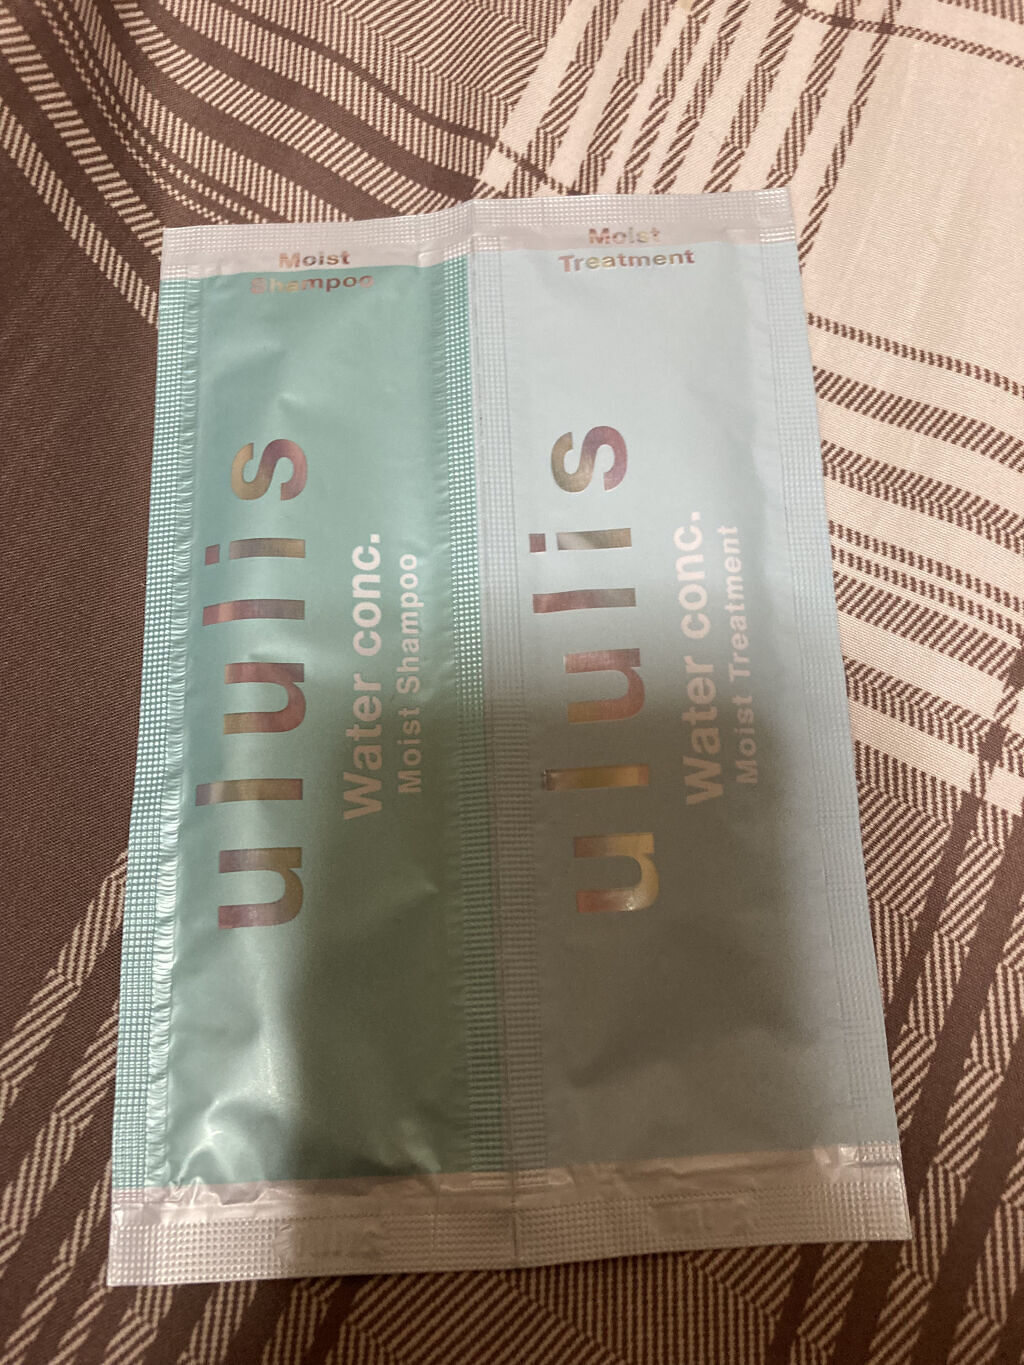 Moist
Shampoo
ululis
Water conc.
Moist Shampoo
Moist
Treatment
ululis
Water conc.
Moist Treatment